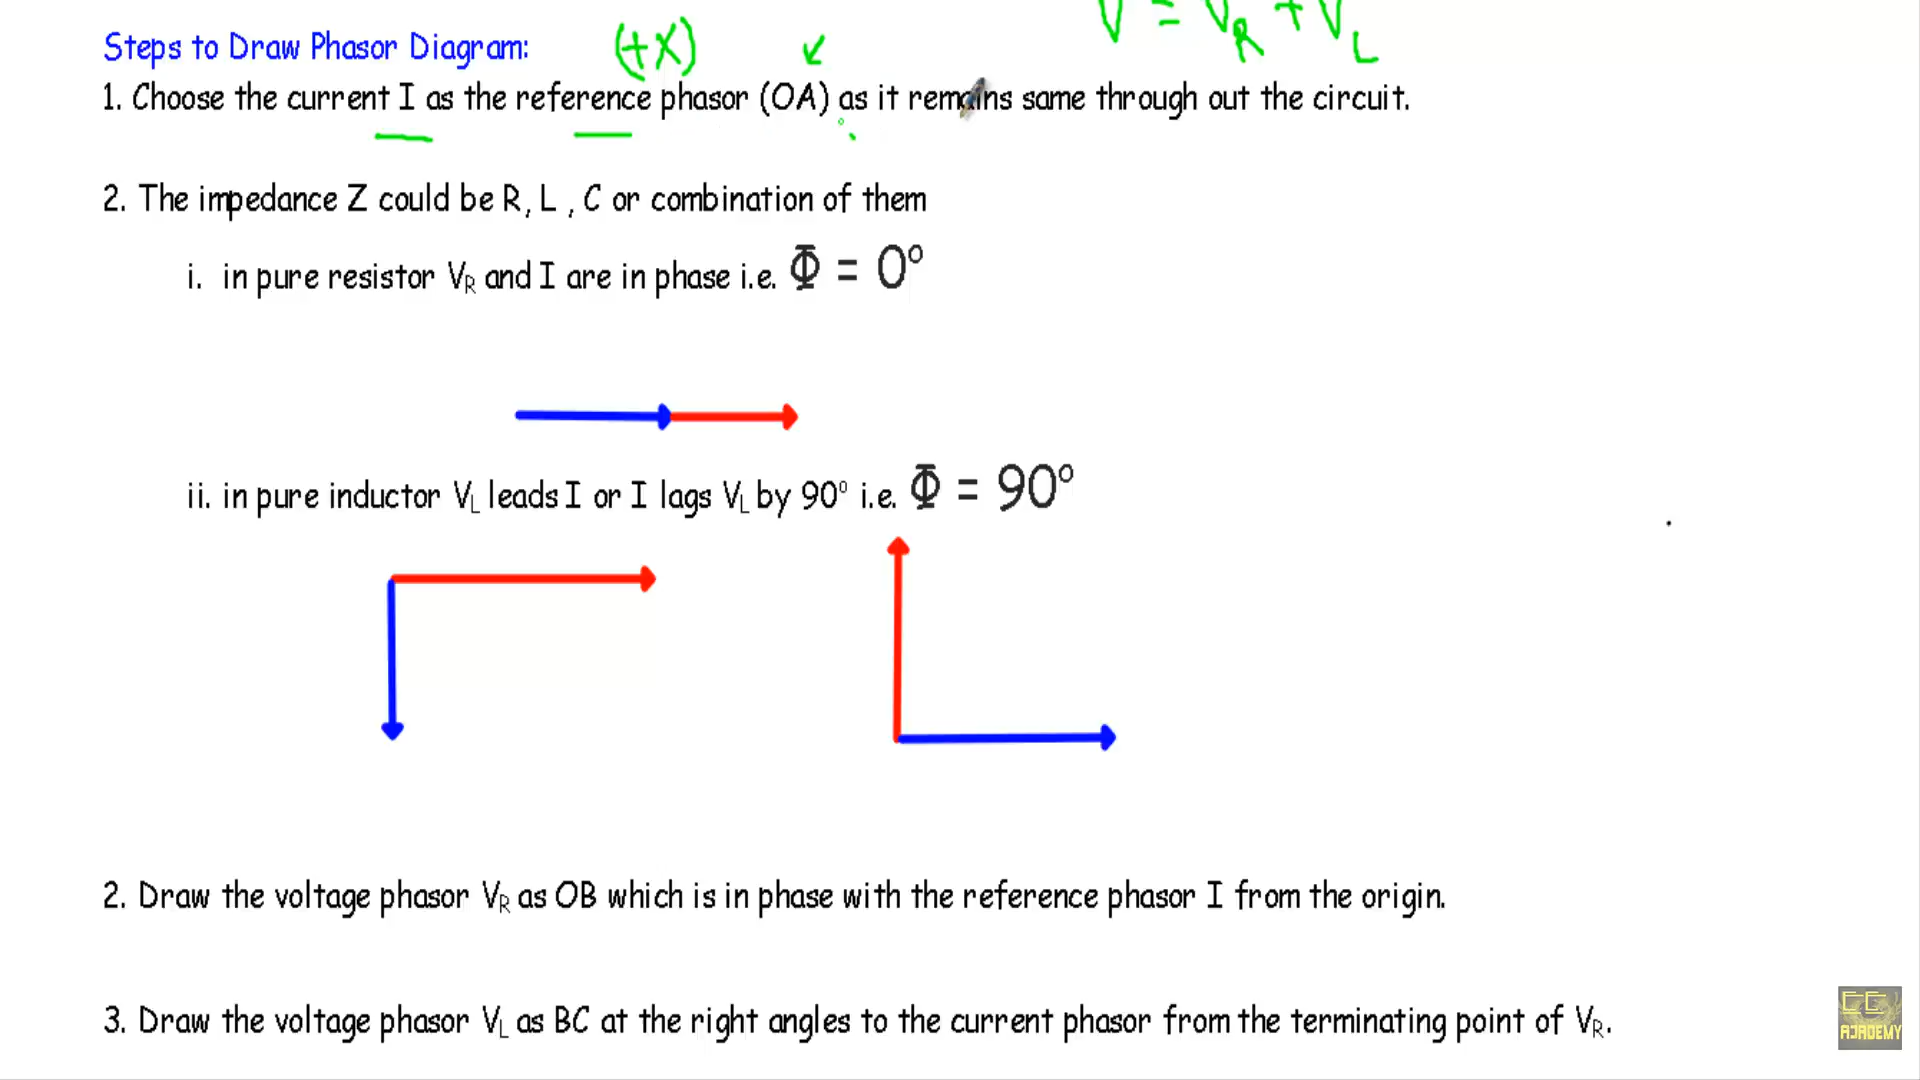 V = VR + VL
Steps to Draw Phasor Diagram: (+X)
1. Choose the current I as the reference phasor (OA) as it remains same through out the circuit.
2. The impedance Z could be R, L , C or combination of them
i. in pure resistor VR and I are in phase i.e. Φ = 0°
ii. in pure inductor VL leads I or I lags VL by 90° i.e. Φ = 90°
2. Draw the voltage phasor VR as OB which is in phase with the reference phasor I from the origin.
3. Draw the voltage phasor VL as BC at the right angles to the current phasor from the terminating point of VR.
EE
AJADEMY